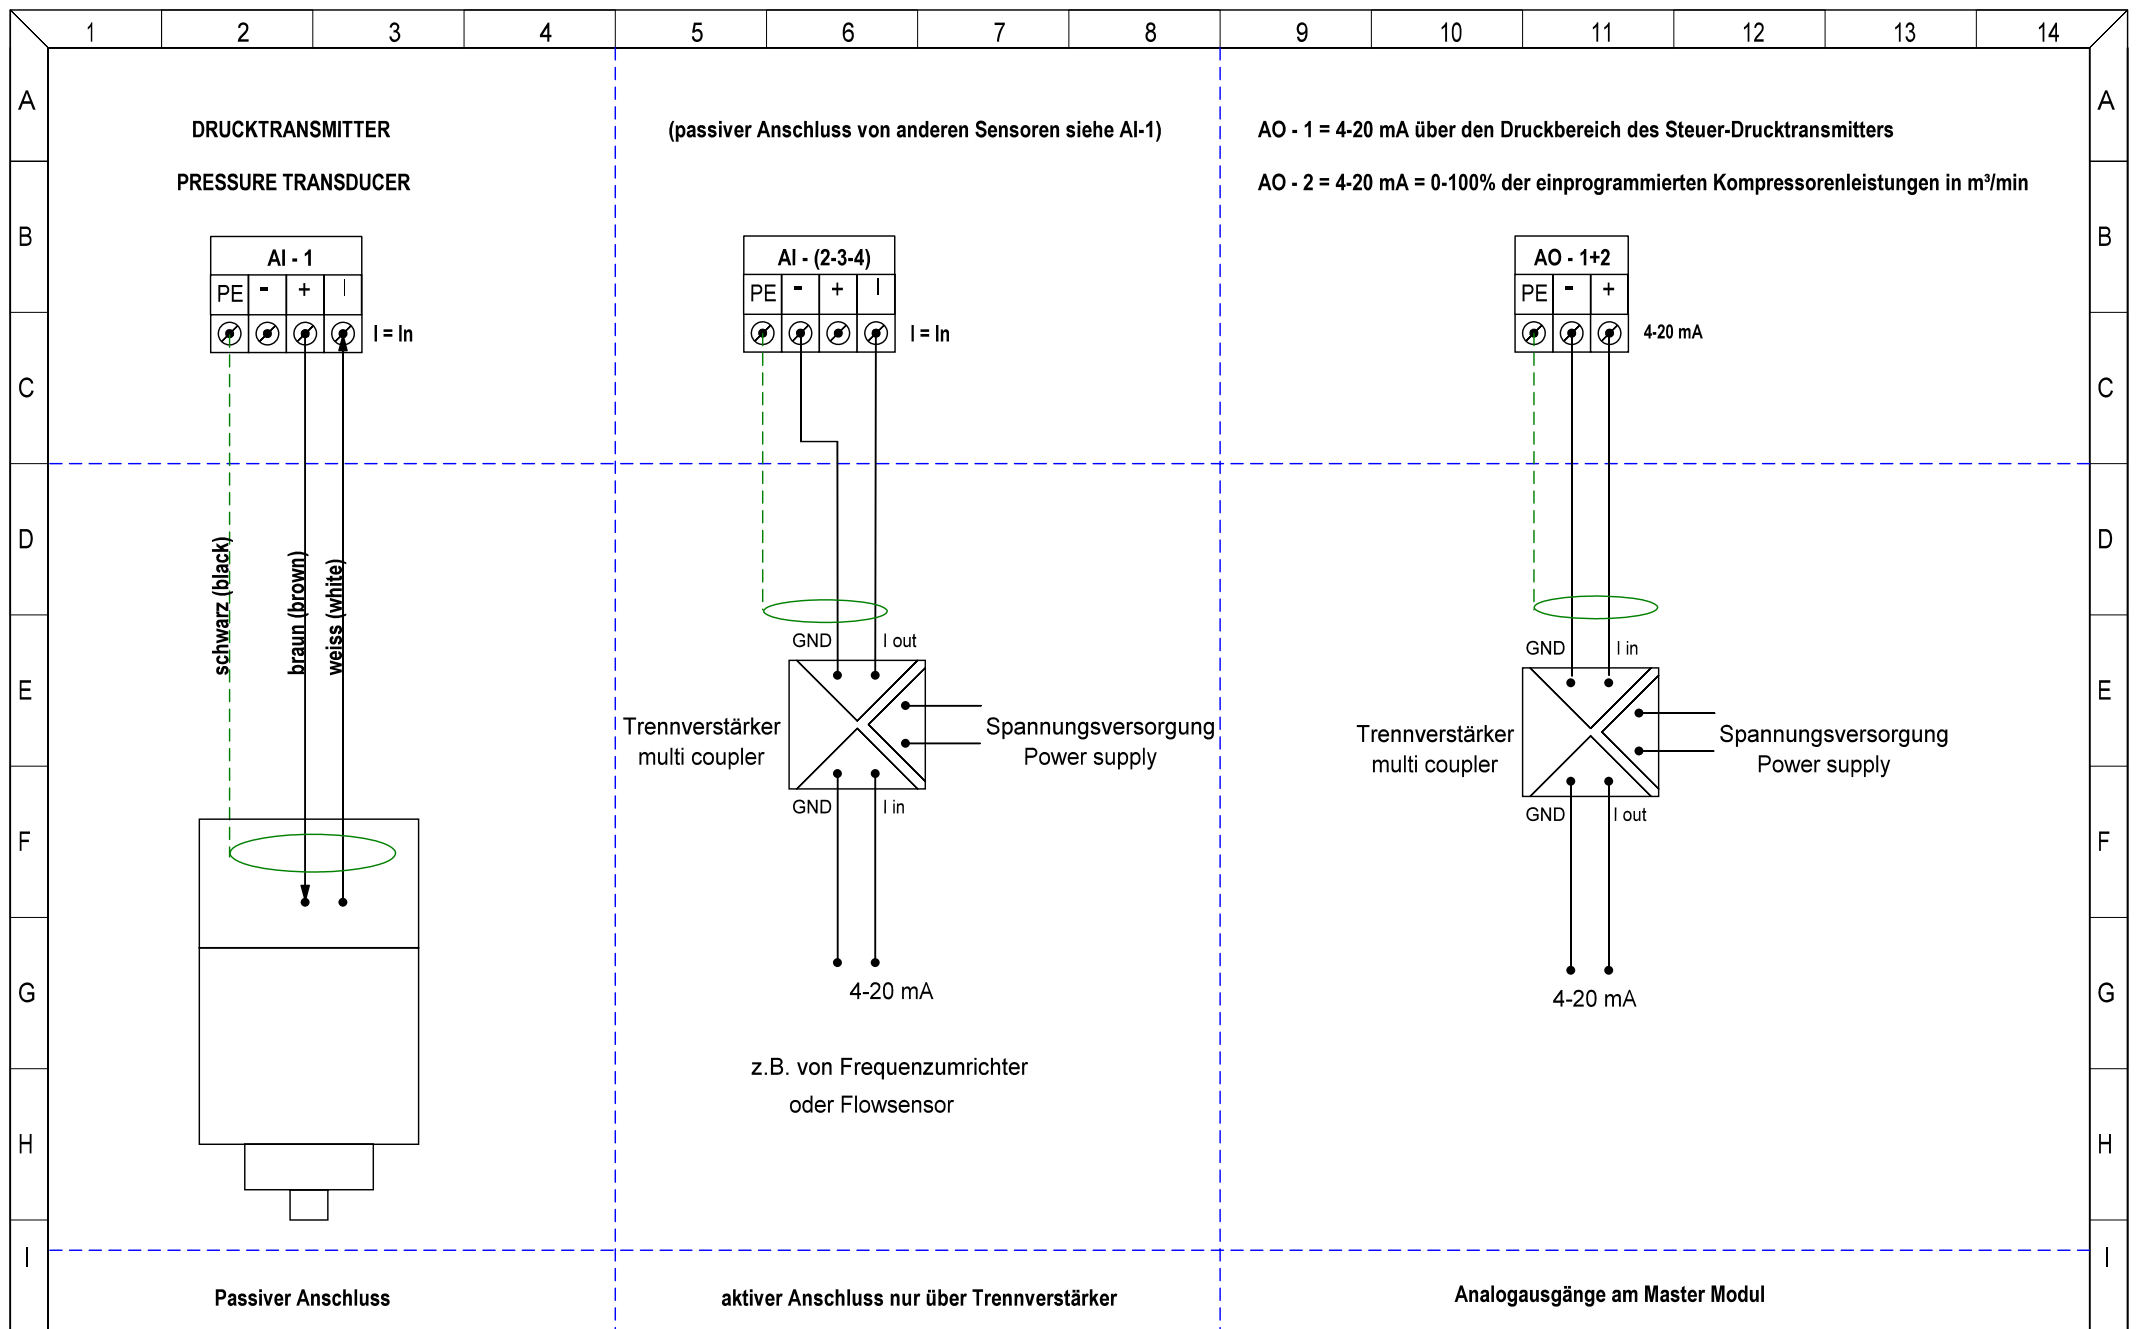 1 2 3 4 5 6 7 8 9 10 11 12 13 14
A A
DRUCKTRANSMITTER
PRESSURE TRANSDUCER
(passiver Anschluss von anderen Sensoren siehe AI-1)
AO - 1 = 4-20 mA über den Druckbereich des Steuer-Drucktransmitters
AO - 2 = 4-20 mA = 0-100% der einprogrammierten Kompressorenleistungen in m³/min
B B
AI - 1
PE - + I
I = In
AI - (2-3-4)
PE - + I
I = In
AO - 1+2
PE - +
4-20 mA
C C
D D
schwarz (black)
braun (brown)
weiss (white)
GND I out
GND I in
E E
Trennverstärker
multi coupler
Spannungsversorgung
Power supply
Trennverstärker
multi coupler
Spannungsversorgung
Power supply
GND I in
GND I out
F F
G G
4-20 mA
4-20 mA
z.B. von Frequenzumrichter
oder Flowsensor
H H
I I
Passiver Anschluss
aktiver Anschluss nur über Trennverstärker
Analogausgänge am Master Modul